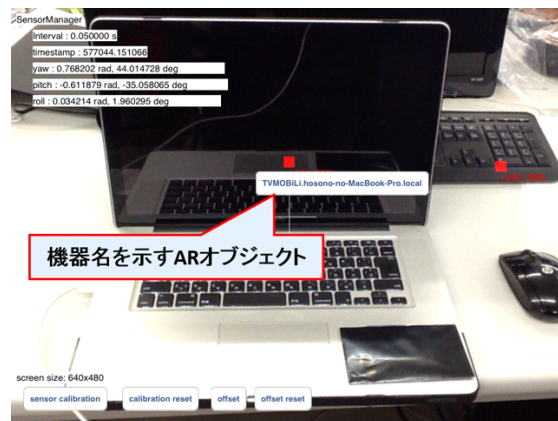 SensorManager
Interval : 0.050000 s
timestamp : 577044.151066
yaw : 0.768202 rad, 44.014728 deg
pitch : -0.611879 rad, -35.058065 deg
roll : 0.034214 rad, 1.960295 deg
TVMOBiLi.hosono-no-MacBook-Pro.local
機器名を示すARオブジェクト
screen size: 640x480
sensor calibration
calibration reset
offset
offset reset